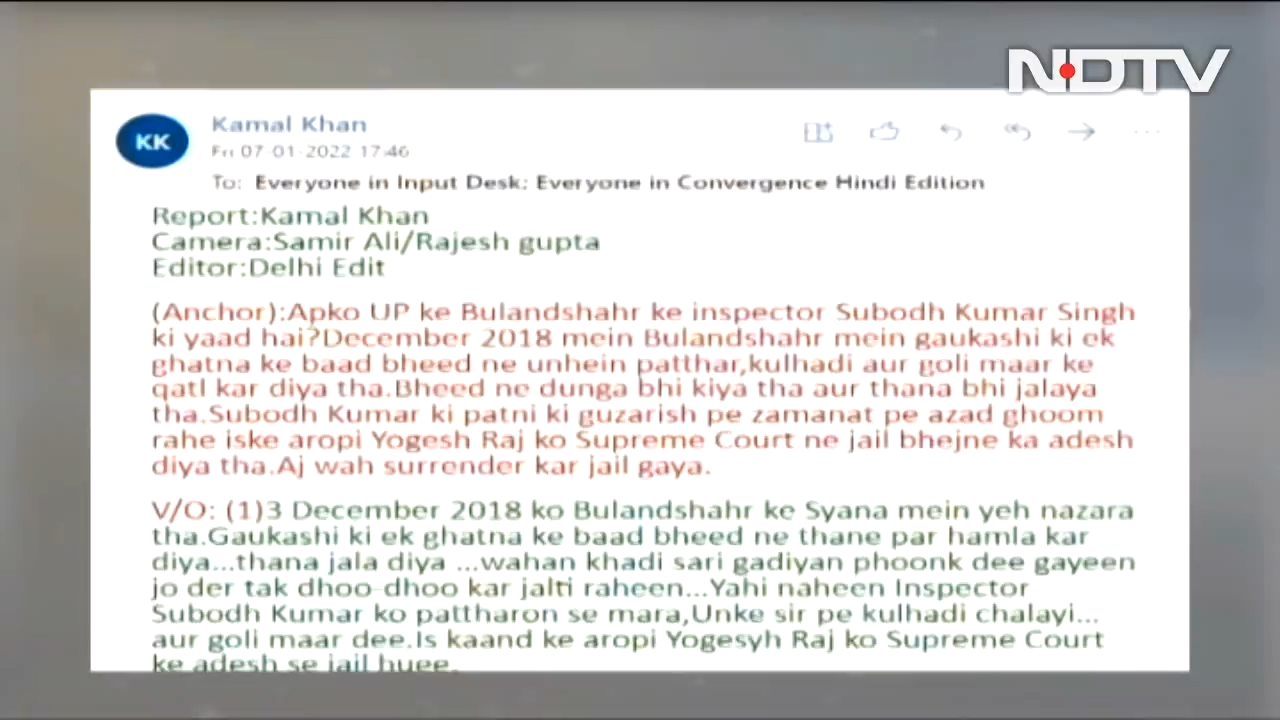 NDTV
KK
Kamal Khan
Fri 07-01-2022 17:46
To: Everyone in Input Desk; Everyone in Convergence Hindi Edition
Report:Kamal Khan
Camera:Samir Ali/Rajesh gupta
Editor:Delhi Edit
(Anchor):Apko UP ke Bulandshahr ke inspector Subodh Kumar Singh
ki yaad hai?December 2018 mein Bulandshahr mein gaukashi ki ek
ghatna ke baad bheed ne unhein patthar,kulhadi aur goli maar ke
qatl kar diya tha.Bheed ne dunga bhi kiya tha aur thana bhi jalaya
tha.Subodh Kumar ki patni ki guzarish pe zamanat pe azad ghoom
rahe iske aropi Yogesh Raj ko Supreme Court ne jail bhejne ka adesh
diya tha.Aj wah surrender kar jail gaya.
V/O: (1)3 December 2018 ko Bulandshahr ke Syana mein yeh nazara
tha.Gaukashi ki ek ghatna ke baad bheed ne thane par hamla kar
diya...thana jala diya ...wahan khadi sari gadiyan phoonk dee gayeen
jo der tak dhoo-dhoo kar jalti raheen...Yahi naheen Inspector
Subodh Kumar ko pattharon se mara,Unke sir pe kulhadi chalayi...
aur goli maar dee.Is kaand ke aropi Yogesyh Raj ko Supreme Court
ke adesh se jail huee.